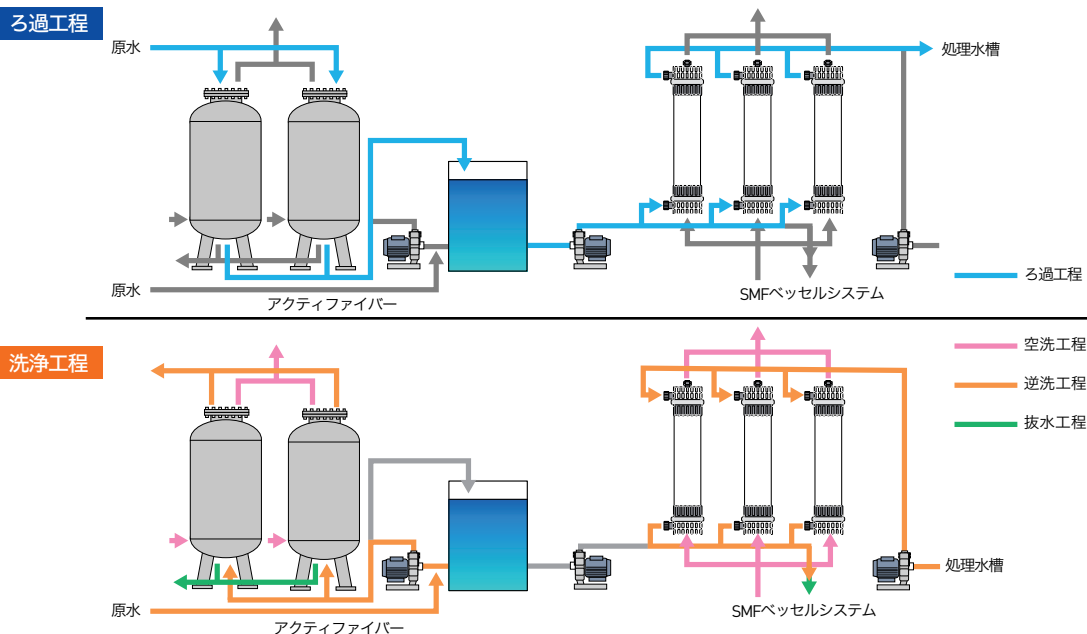 ろ過工程
原水
処理水槽
原水
アクティファイバー
SMFベッセルシステム
ろ過工程
洗浄工程
空洗工程
逆洗工程
抜水工程
処理水槽
原水
アクティファイバー
SMFベッセルシステム